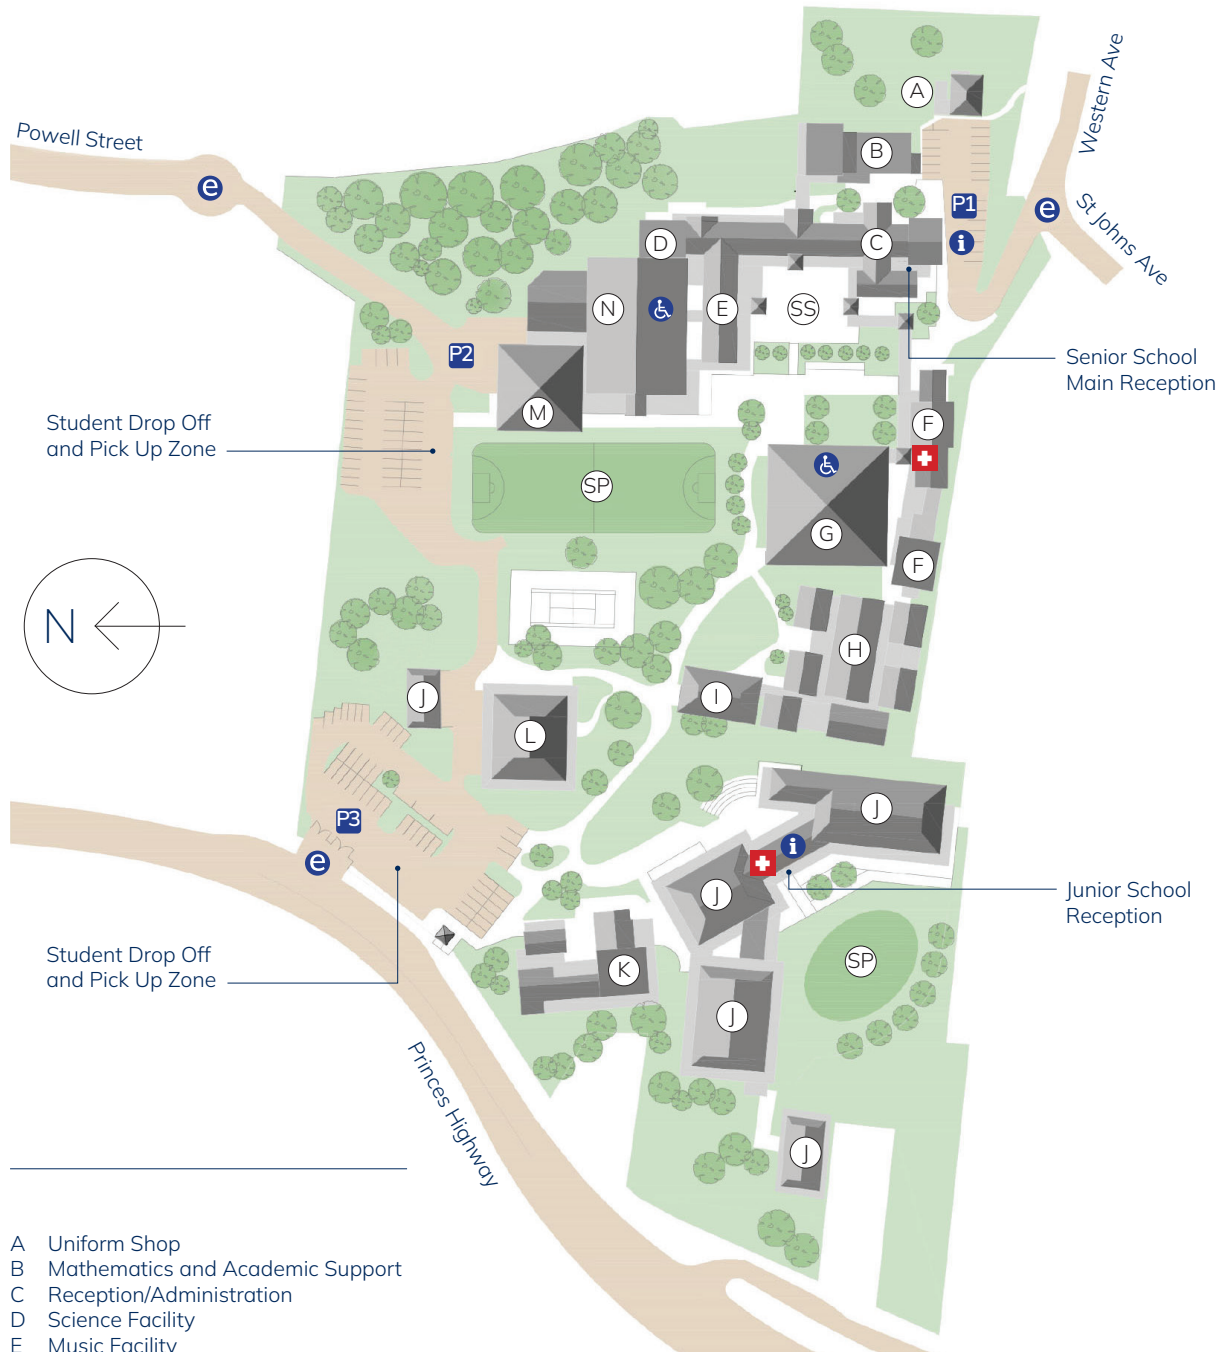 Powell Street
e
Western Ave
A
B
P1
e
St Johns Ave
D
C
i
N
E
SS
P2
Senior School
Main Reception
M
Student Drop Off
and Pick Up Zone
F
SP
G
F
N
H
J
I
L
P3
J
e
i
J
Junior School
Reception
Student Drop Off
and Pick Up Zone
K
SP
J
Princes Highway
J
A Uniform Shop
B Mathematics and Academic Support
C Reception/Administration
D Science Facility
E Music Facility